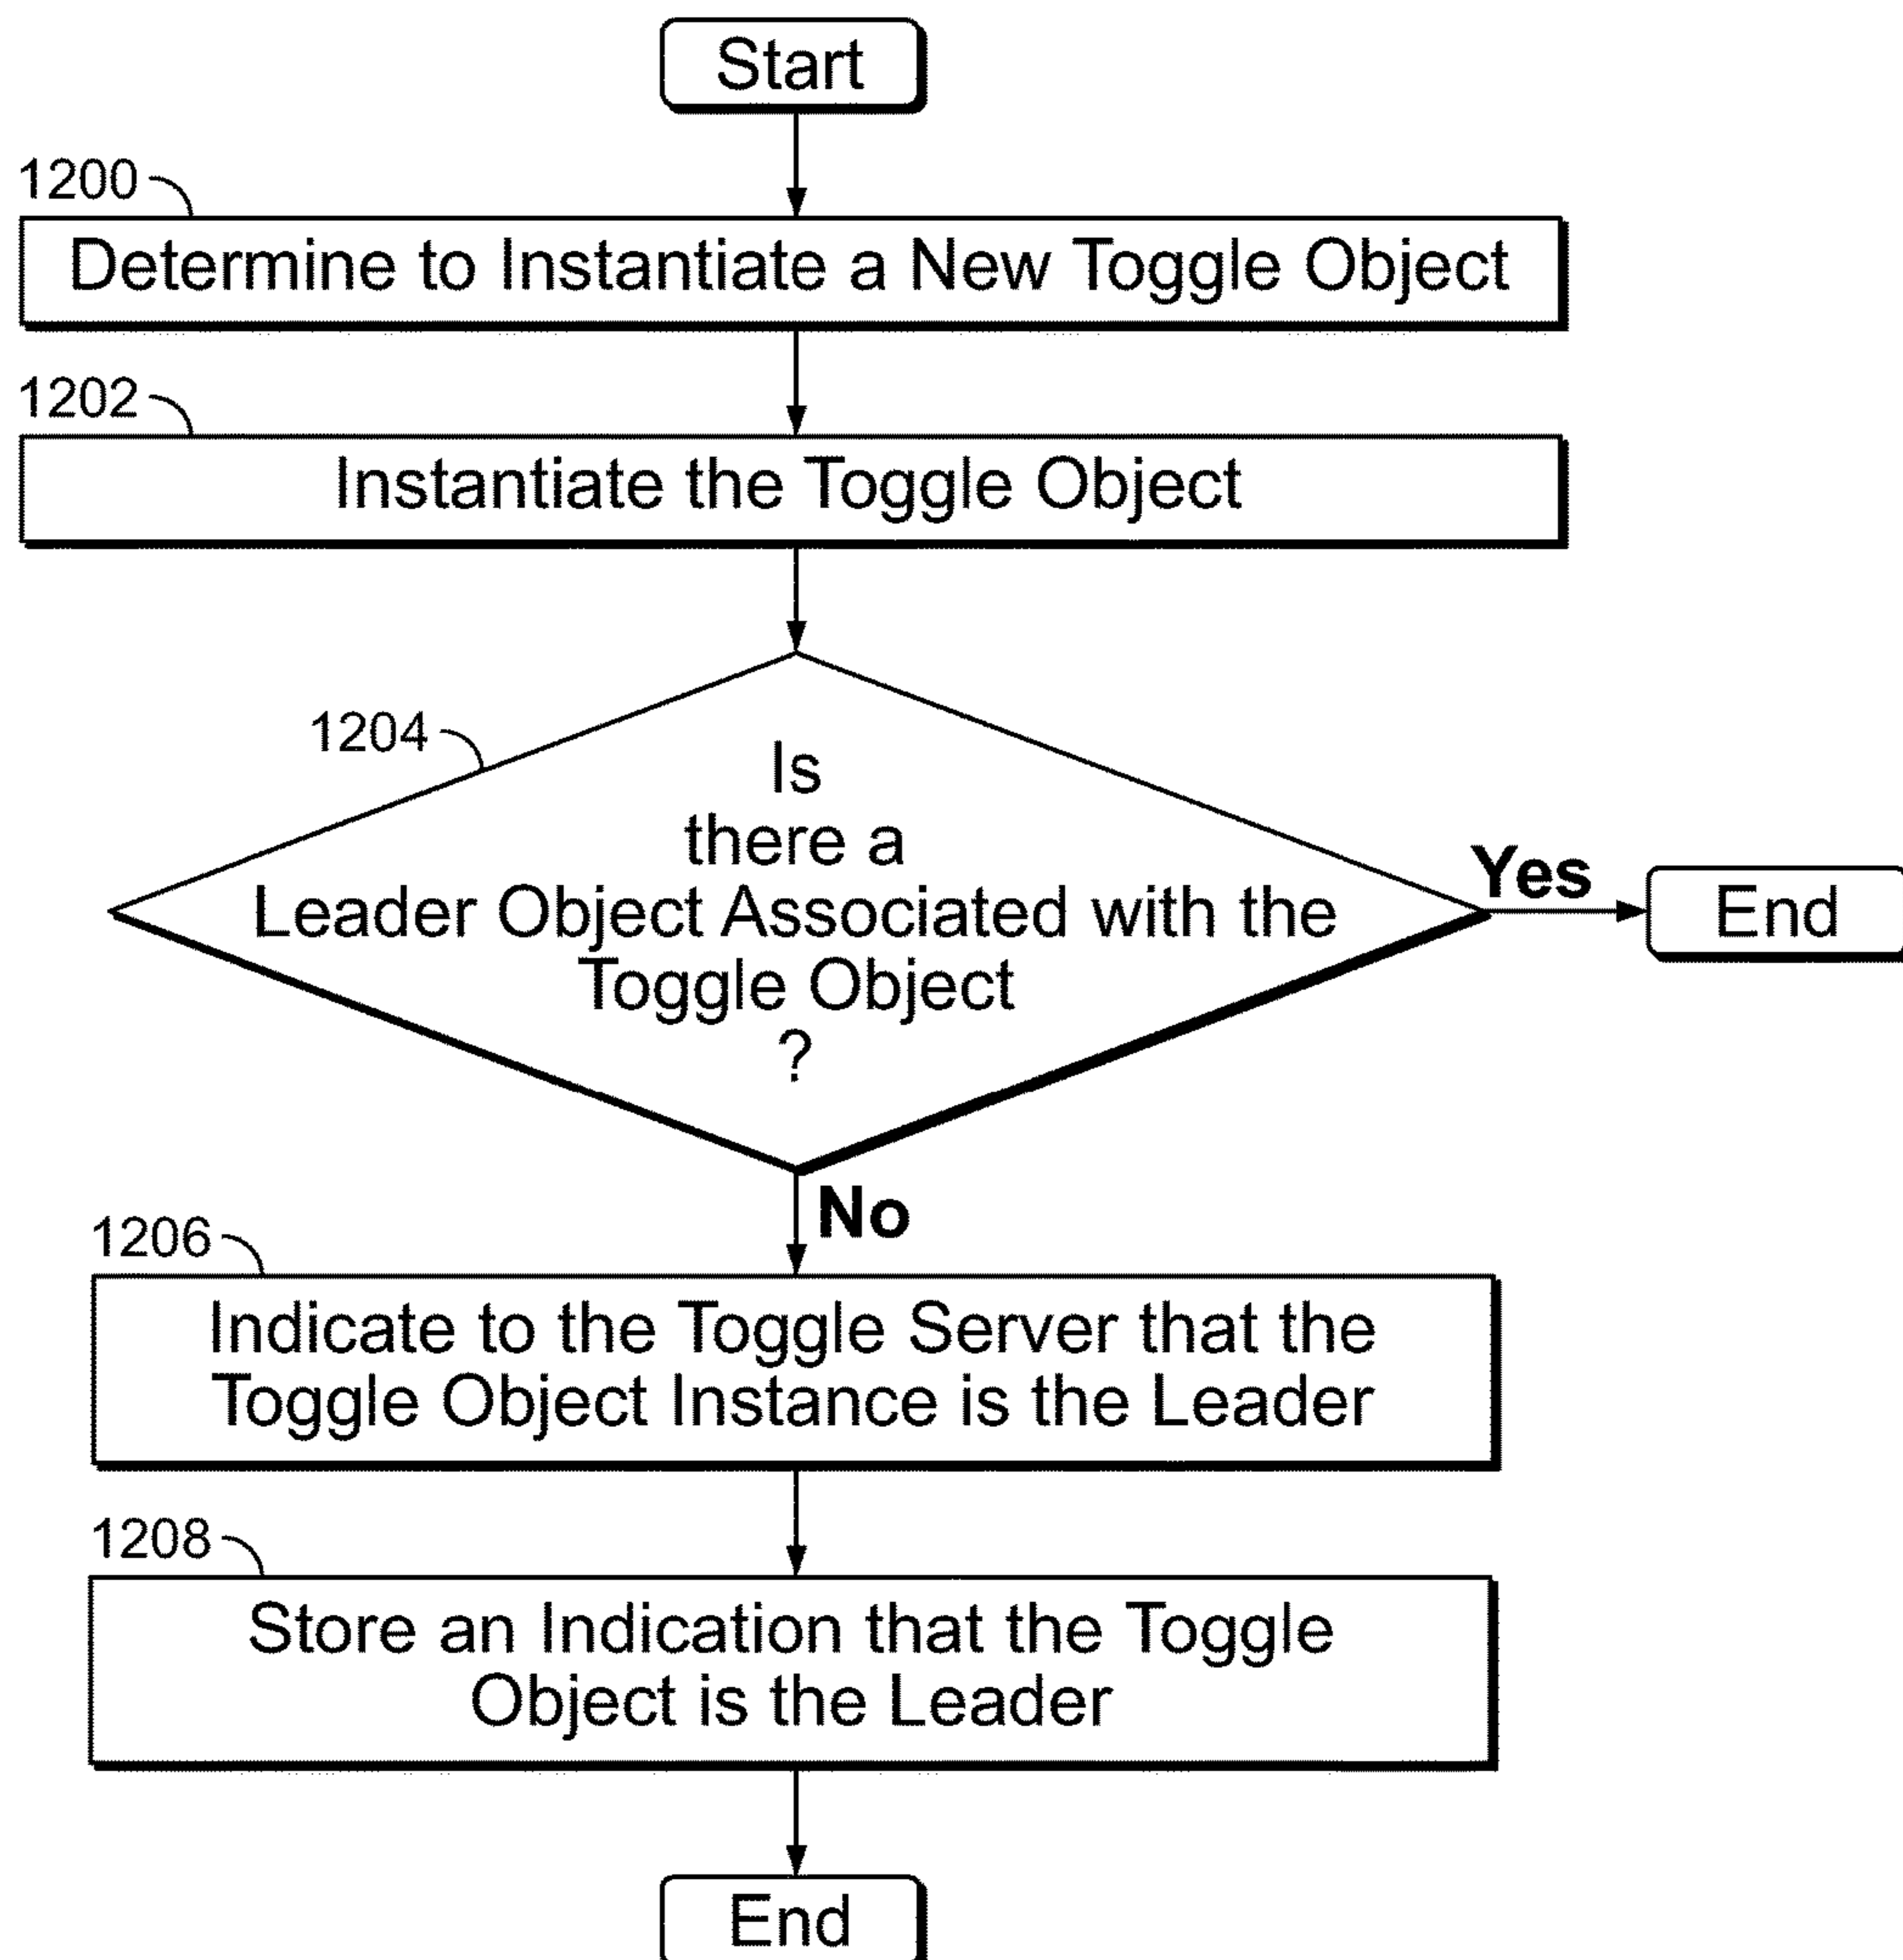 Start
1200
Determine to Instantiate a New Toggle Object
1202
Instantiate the Toggle Object
1204
Is
there a
Leader Object Associated with the
Toggle Object
?
Yes
End
No
1206
Indicate to the Toggle Server that the
Toggle Object Instance is the Leader
1208
Store an Indication that the Toggle
Object is the Leader
End